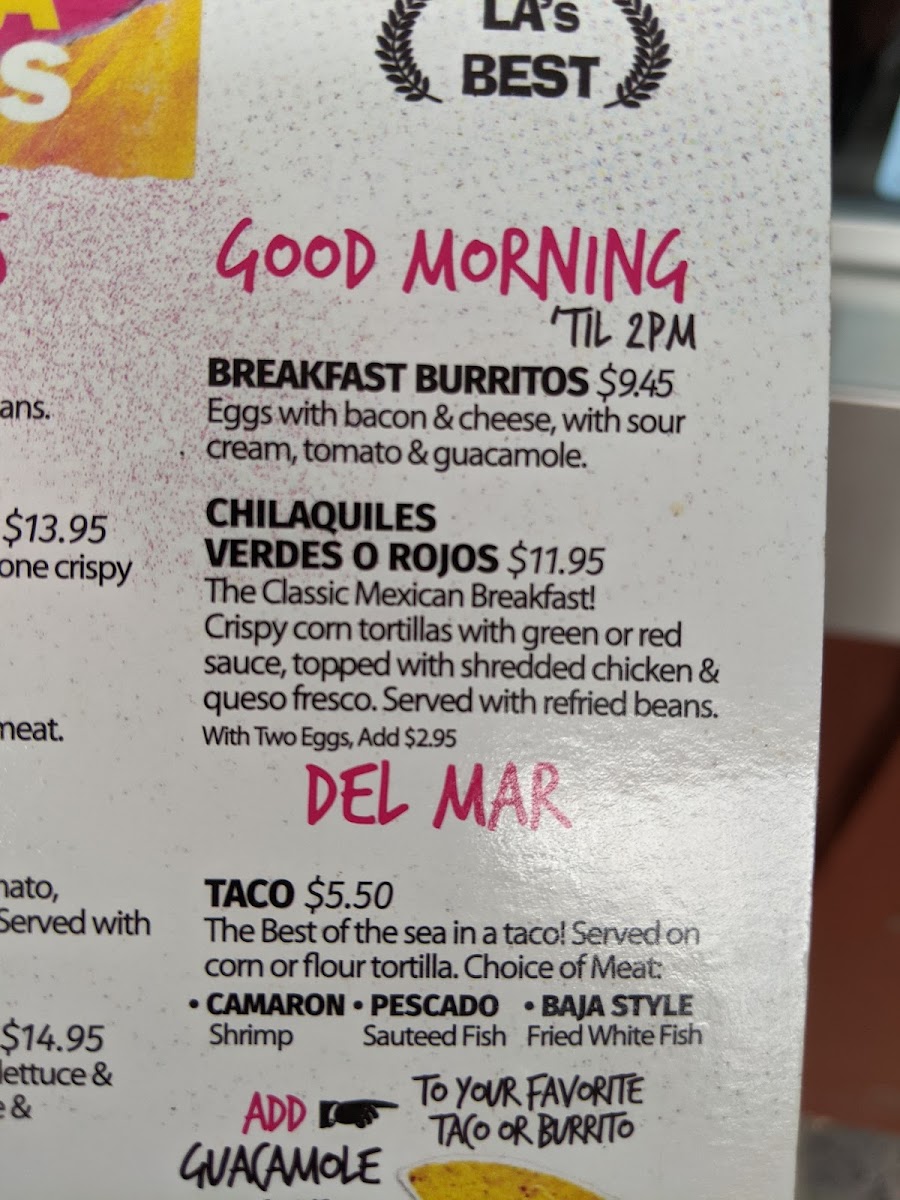 S
LA's
BEST
GOOD MORNING
'TIL 2PM
BREAKFAST BURRITOS $9.45
Eggs with bacon & cheese, with sour
cream, tomato & guacamole.
CHILAQUILES
VERDES O ROJOS $11.95
The Classic Mexican Breakfast!
Crispy corn tortillas with green or red
sauce, topped with shredded chicken &
queso fresco. Served with refried beans.
With Two Eggs, Add $2.95
DEL MAR
TACO $5.50
The Best of the sea in a taco! Served on
corn or flour tortilla. Choice of Meat:
• CAMARON • PESCADO • BAJA STYLE
Shrimp Sauteed Fish Fried White Fish
ADD TO YOUR FAVORITE
TACO OR BURRITO
GUACAMOLE
ans.
$13.95
one crispy
meat.
Served with
$14.95
lettuce &
&